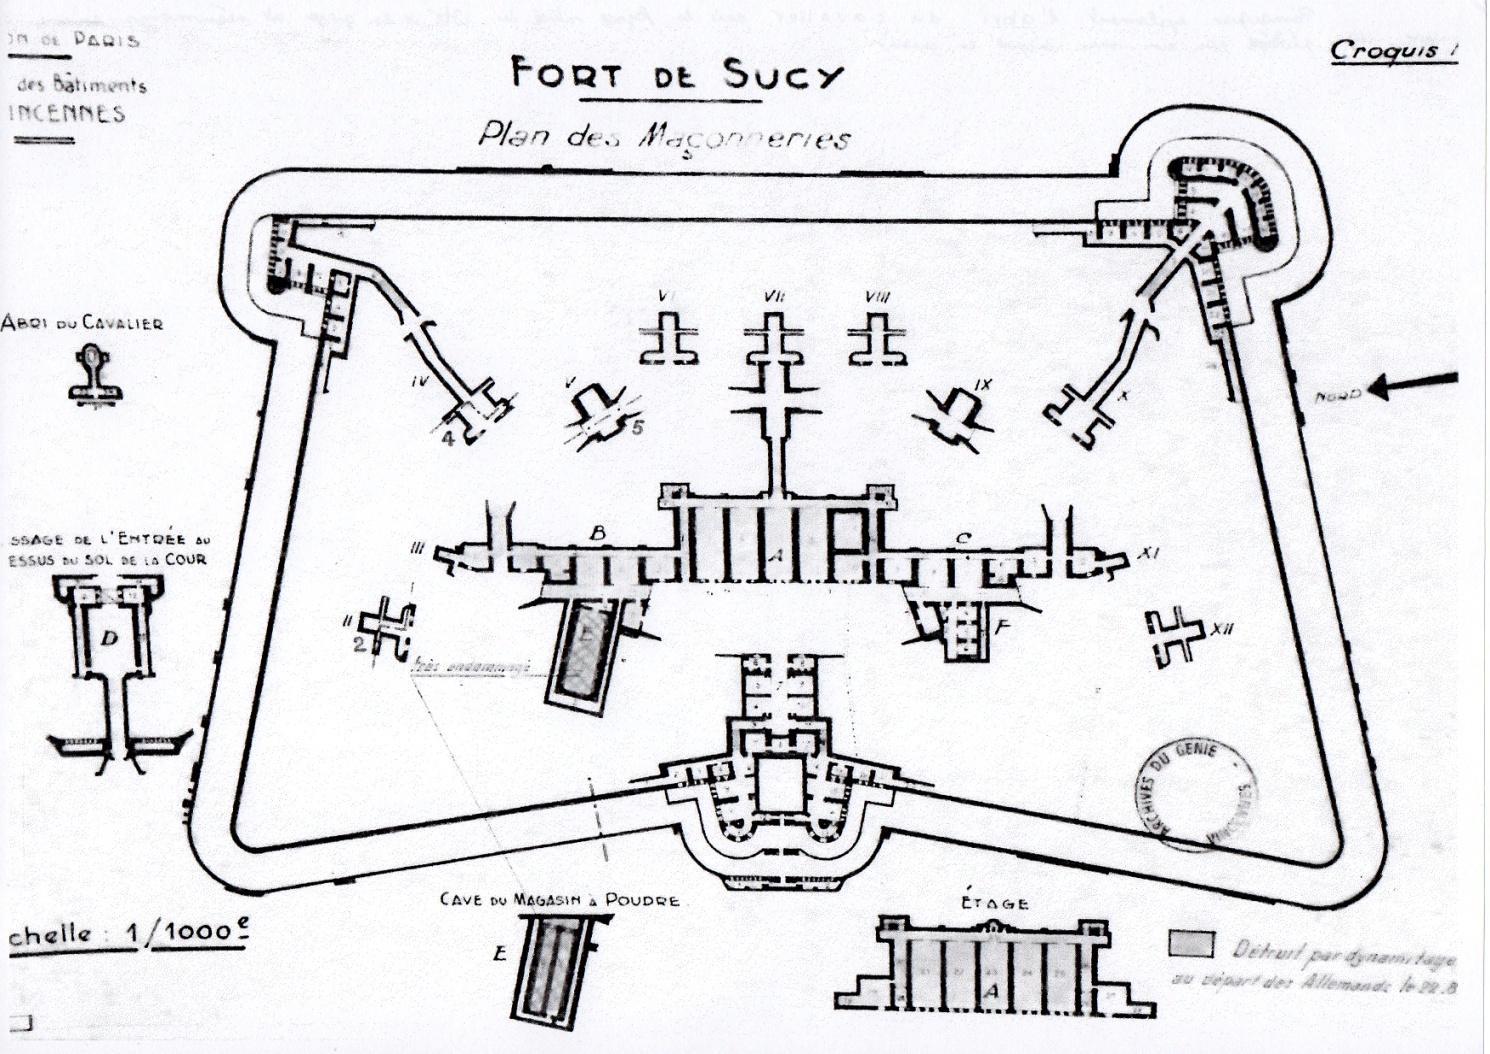 DE PARIS
des Bâtiments
Croquis
FORT DE SUCY
Plan des Maçonneries
ABRI DU CAVALIER
VI
VII
VIII
IV
V
IX
X
NORD
4
5
B
C
A
III
XI
II
2
F
XII
D
SSAGE DE L'ENTRÉE AU
ESSUS DU SOL DE LA COUR
très endommagé
ARCHIVES DU GENIE - VINCENNES
CAVE DU MAGASIN À POUDRE
E
ÉTAGE
A
chelle : 1/1000e
Détruit par dynamitage
au départ des Allemands le 22.8